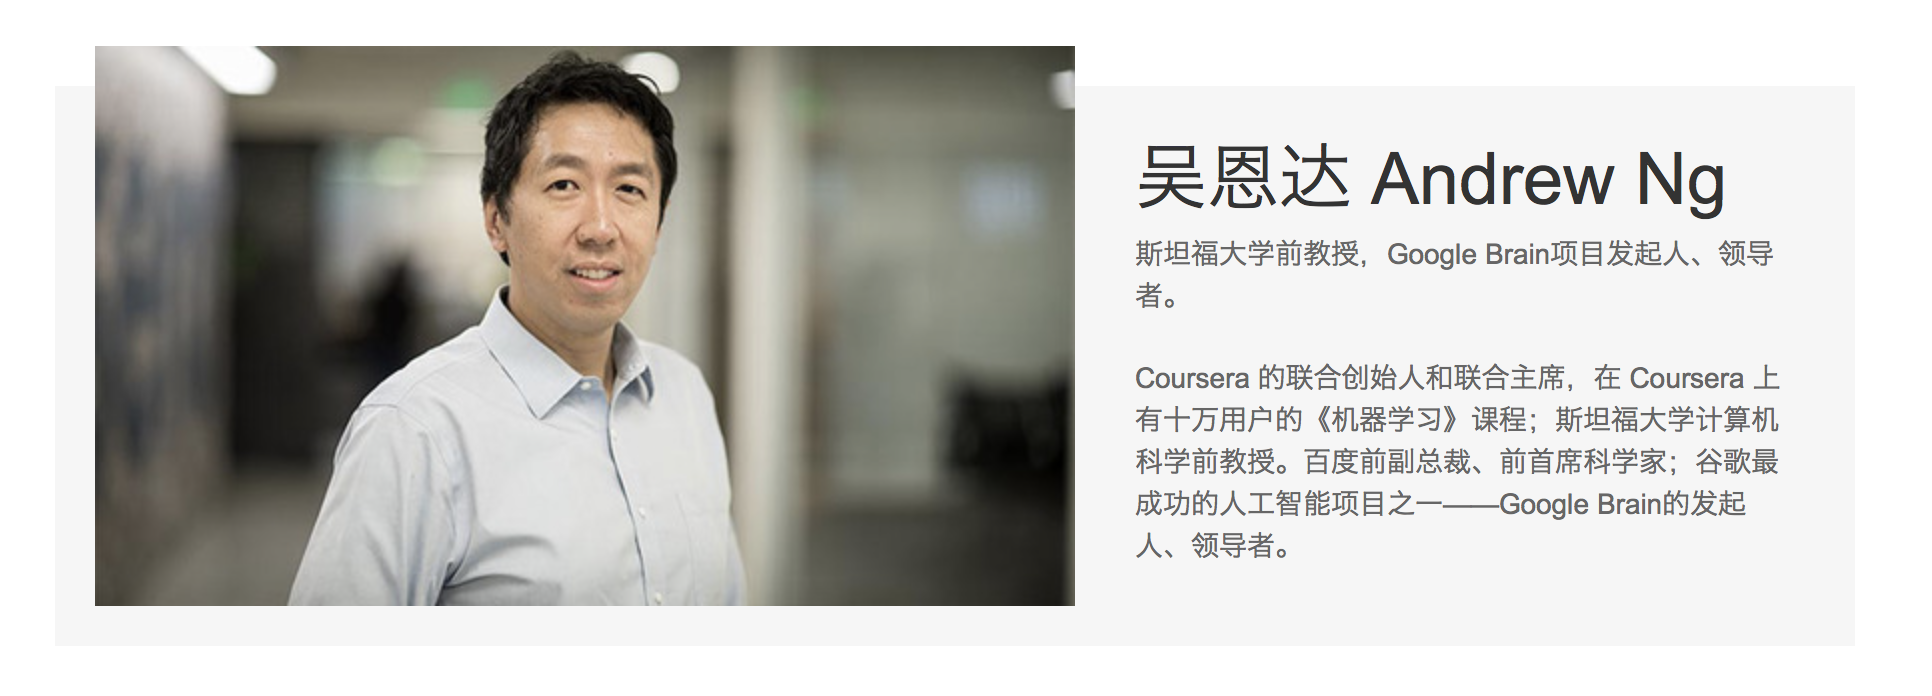 吴恩达 Andrew Ng
斯坦福大学前教授，Google Brain项目发起人、领导
者。
Coursera 的联合创始人和联合主席，在 Coursera 上
有十万用户的《机器学习》课程；斯坦福大学计算机
科学前教授。百度前副总裁、前首席科学家；谷歌最
成功的人工智能项目之一——Google Brain的发起
人、领导者。